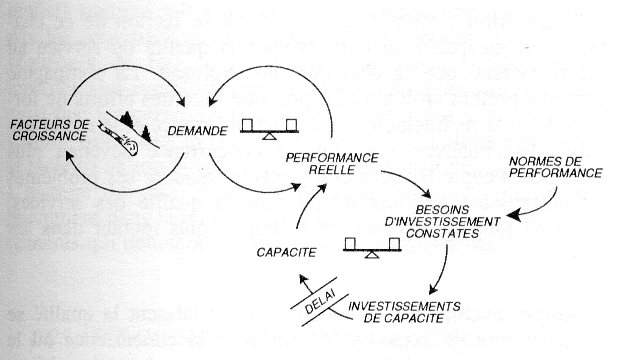 FACTEURS DE
CROISSANCE
DEMANDE
PERFORMANCE
REELLE
NORMES DE
PERFORMANCE
BESOINS
D'INVESTISSEMENT
CONSTATES
CAPACITE
DELAI
INVESTISSEMENTS
DE CAPACITE